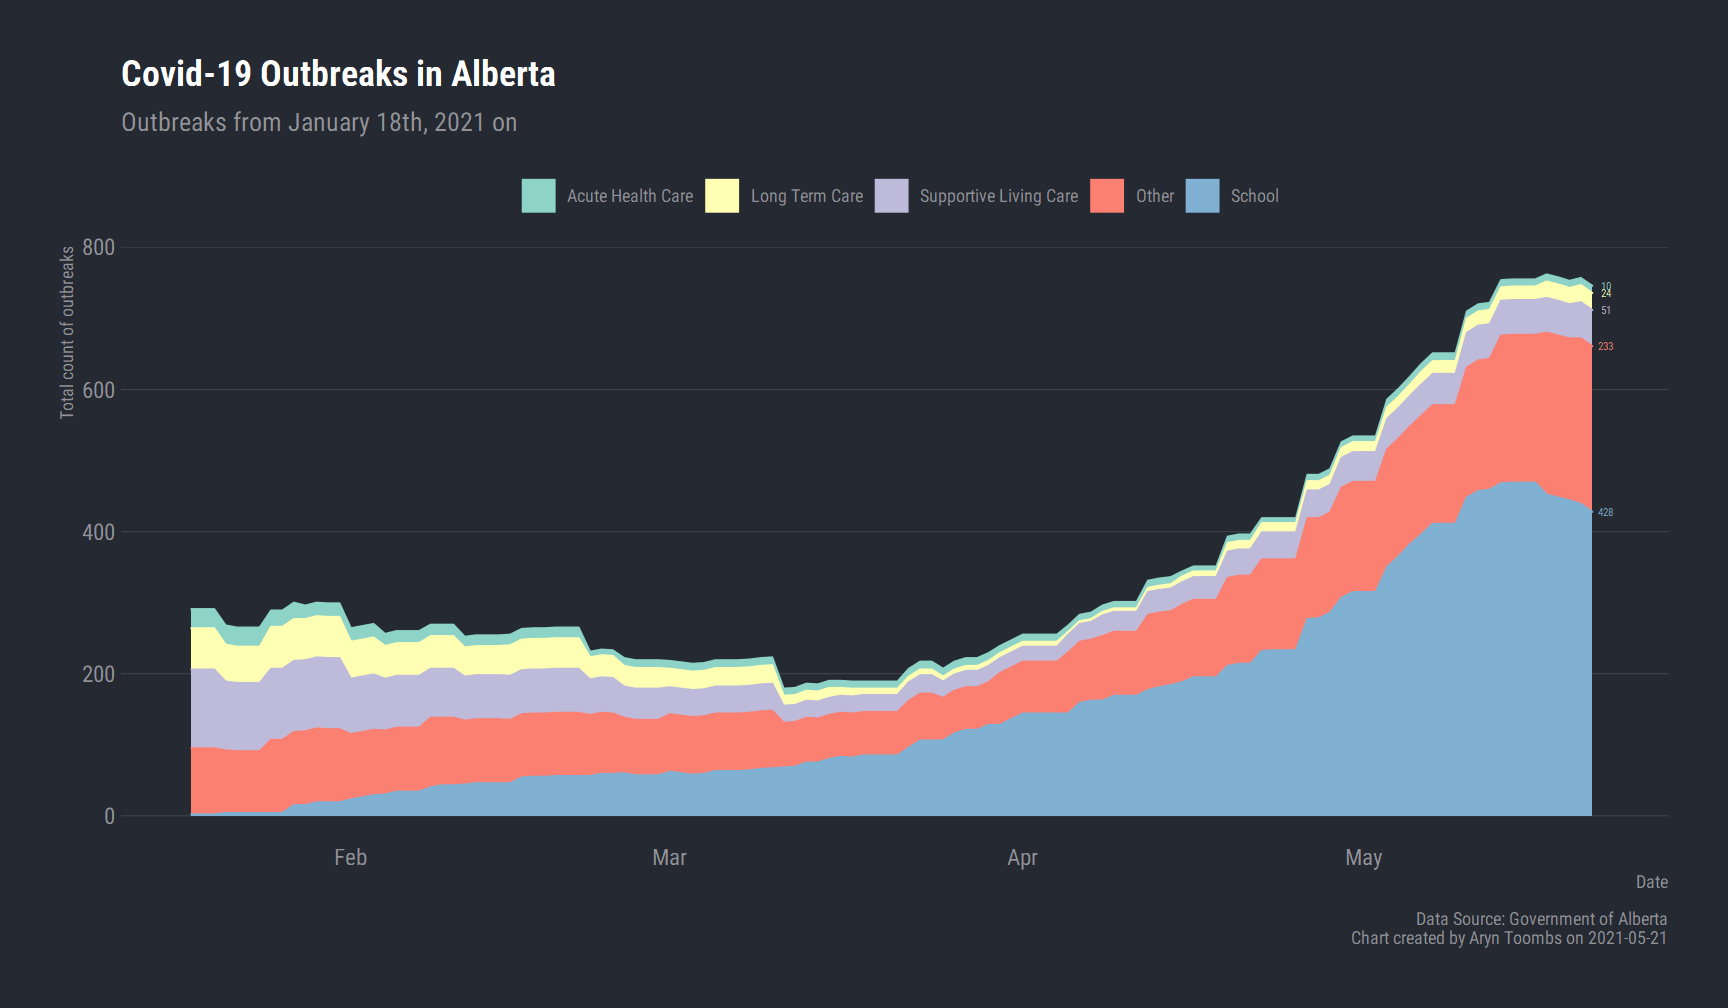 Covid-19 Outbreaks in Alberta
Outbreaks from January 18th, 2021 on
Acute Health Care Long Term Care Supportive Living Care Other School
Total count of outbreaks
800
600
400
200
0
10
24
51
233
428
Feb Mar Apr May
Date
Data Source: Government of Alberta
Chart created by Aryn Toombs on 2021-05-21